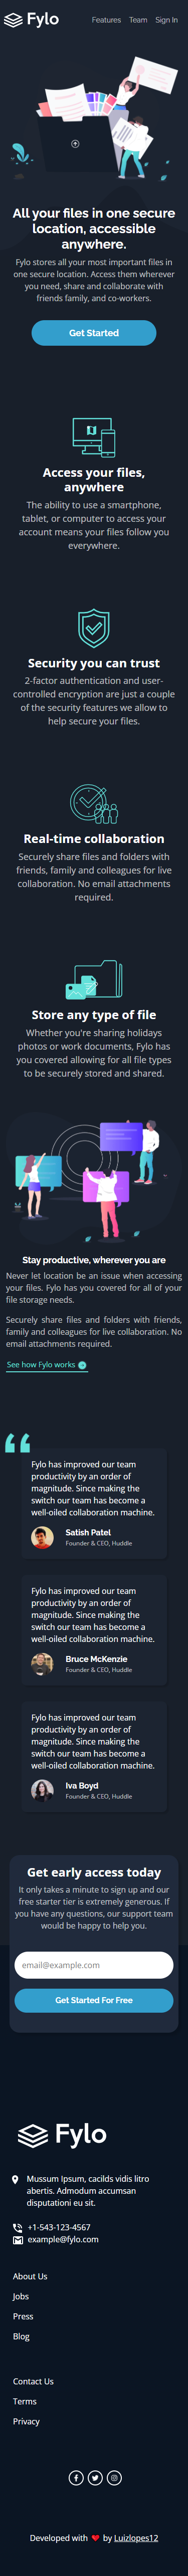 Fylo
Features Team Sign In
All your files in one secure
location, accessible
anywhere.
Fylo stores all your most important files in
one secure location. Access them wherever
you need, share and collaborate with
friends family, and co-workers.
Get Started
Access your files,
anywhere
The ability to use a smartphone,
tablet, or computer to access your
account means your files follow you
everywhere.
Security you can trust
2-factor authentication and user-
controlled encryption are just a couple
of the security features we allow to
help secure your files.
Real-time collaboration
Securely share files and folders with
friends, family and colleagues for live
collaboration. No email attachments
required.
Store any type of file
Whether you're sharing holidays
photos or work documents, Fylo has
you covered allowing for all file types
to be securely stored and shared.
Stay productive, wherever you are
Never let location be an issue when accessing
your files. Fylo has you covered for all of your
file storage needs.
Securely share files and folders with friends,
family and colleagues for live collaboration. No
email attachments required.
See how Fylo works
Fylo has improved our team
productivity by an order of
magnitude. Since making the
switch our team has become a
well-oiled collaboration machine.
Satish Patel
Founder & CEO, Huddle
Fylo has improved our team
productivity by an order of
magnitude. Since making the
switch our team has become a
well-oiled collaboration machine.
Bruce McKenzie
Founder & CEO, Huddle
Fylo has improved our team
productivity by an order of
magnitude. Since making the
switch our team has become a
well-oiled collaboration machine.
Iva Boyd
Founder & CEO, Huddle
Get early access today
It only takes a minute to sign up and our
free starter tier is extremely generous. If
you have any questions, our support team
would be happy to help you.
email@example.com
Get Started For Free
Fylo
Mussum Ipsum, cacilds vidis litro
abertis. Admodum accumsan
disputationi eu sit.
+1-543-123-4567
example@fylo.com
About Us
Jobs
Press
Blog
Contact Us
Terms
Privacy
Developed with ❤ by Luizlopes12